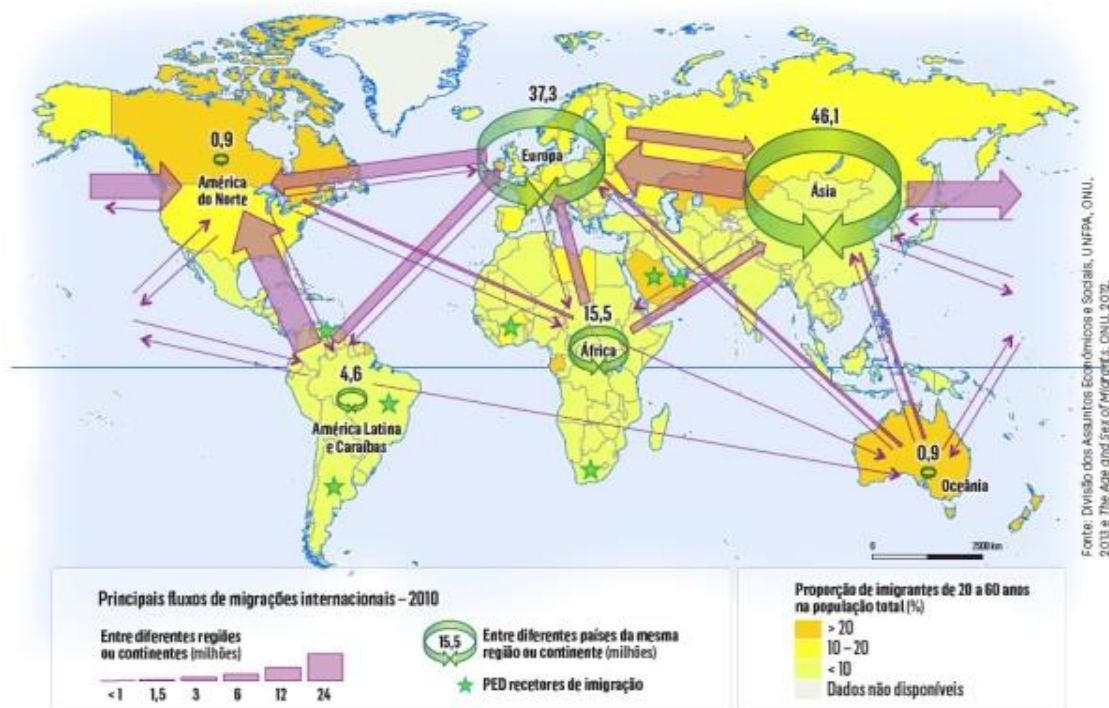 37,3
46,1
0,9
Europa
Ásia
América
do Norte
15,5
África
4,6
América Latina
e Caraíbas
0,9
Oceânia
0 2500 km
Fonte: Divisão dos Assuntos Económicos e Sociais, UNFPA, ONU,
2013 e The Age and Sex of Migrants, ONU, 2012.
Principais fluxos de migrações internacionais – 2010
Entre diferentes regiões
ou continentes (milhões)
< 1 1,5 3 6 12 24
15,5
Entre diferentes países da mesma
região ou continente (milhões)
PED recetores de imigração
Proporção de imigrantes de 20 a 60 anos
na população total (%)
> 20
10 – 20
< 10
Dados não disponíveis